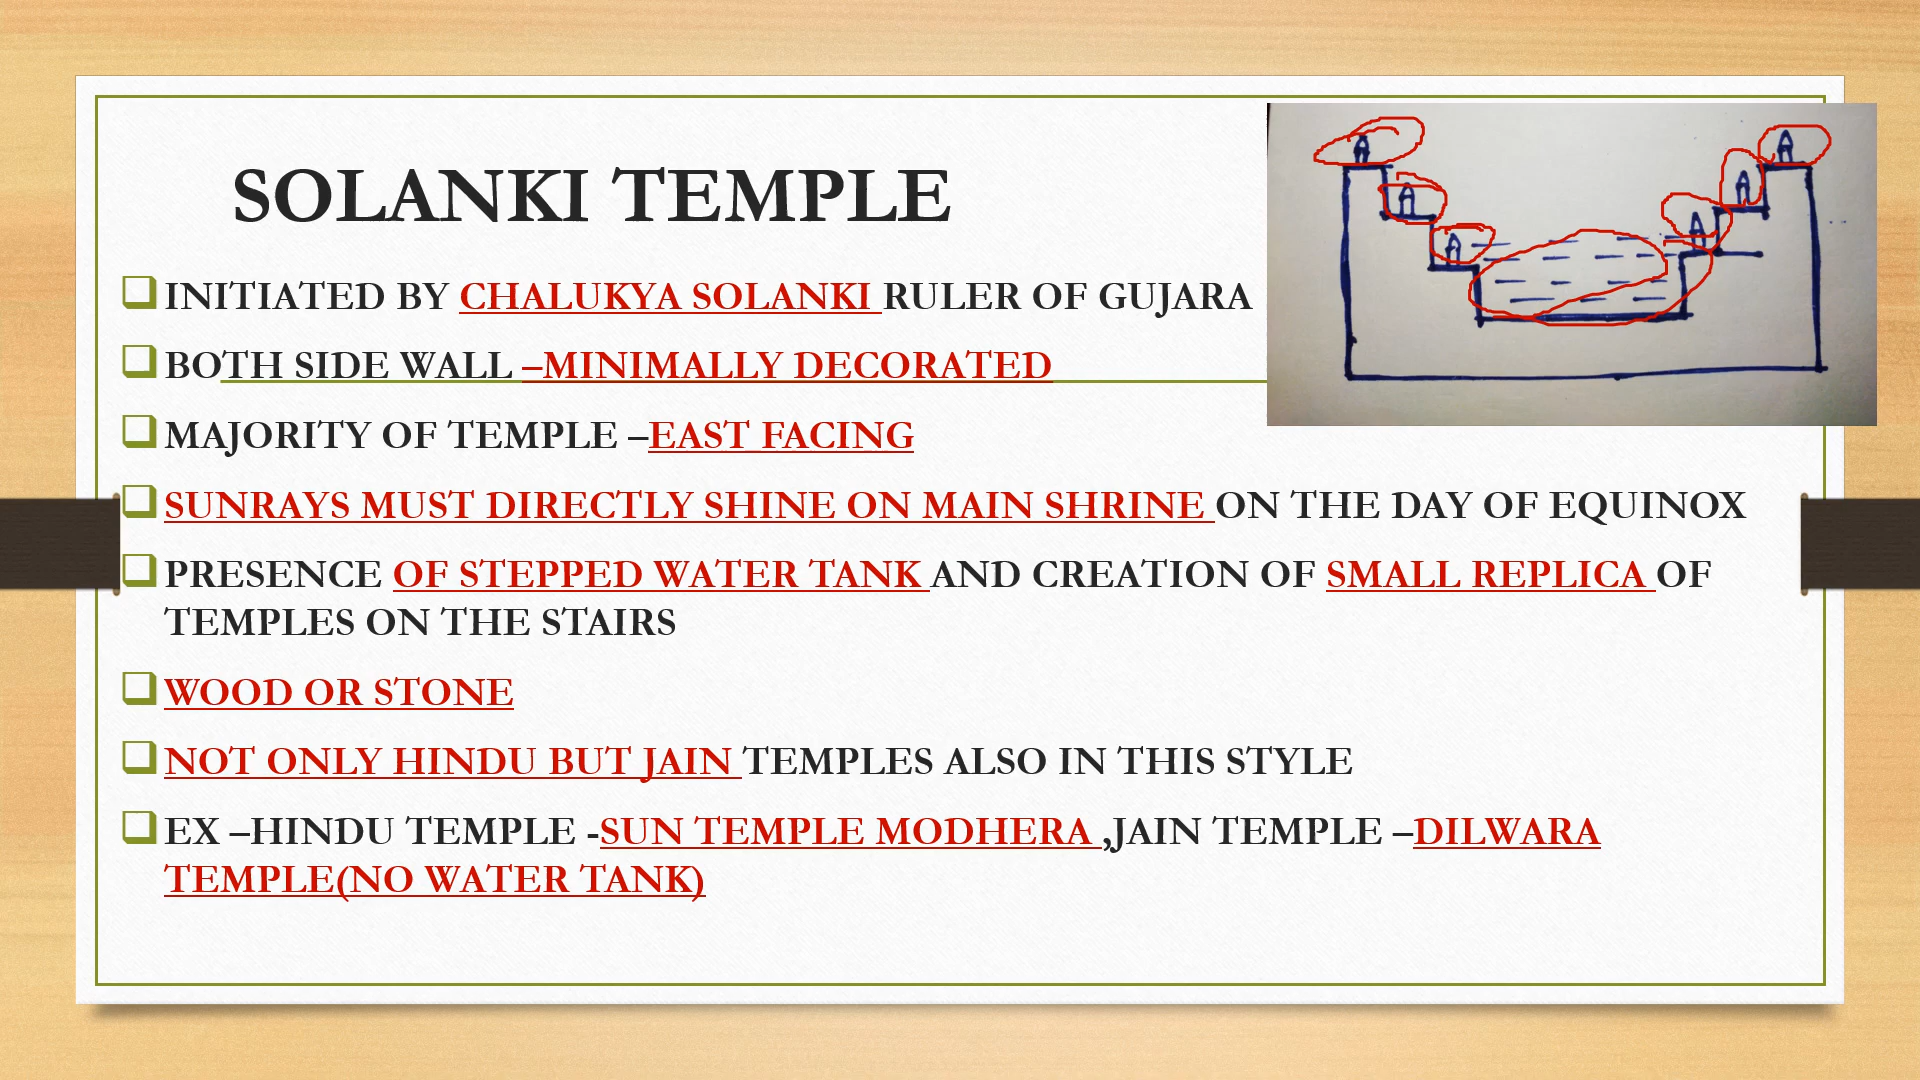 SOLANKI TEMPLE
INITIATED BY CHALUKYA SOLANKI RULER OF GUJARA
BOTH SIDE WALL –MINIMALLY DECORATED
MAJORITY OF TEMPLE –EAST FACING
SUNRAYS MUST DIRECTLY SHINE ON MAIN SHRINE ON THE DAY OF EQUINOX
PRESENCE OF STEPPED WATER TANK AND CREATION OF SMALL REPLICA OF
TEMPLES ON THE STAIRS
WOOD OR STONE
NOT ONLY HINDU BUT JAIN TEMPLES ALSO IN THIS STYLE
EX –HINDU TEMPLE -SUN TEMPLE MODHERA ,JAIN TEMPLE –DILWARA
TEMPLE(NO WATER TANK)